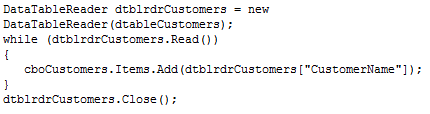 DataTableReader dtblrdrCustomers = new
DataTableReader(dtableCustomers);
while (dtblrdrCustomers.Read())
{
   cboCustomers.Items.Add(dtblrdrCustomers["CustomerName"]);
}
dtblrdrCustomers.Close();